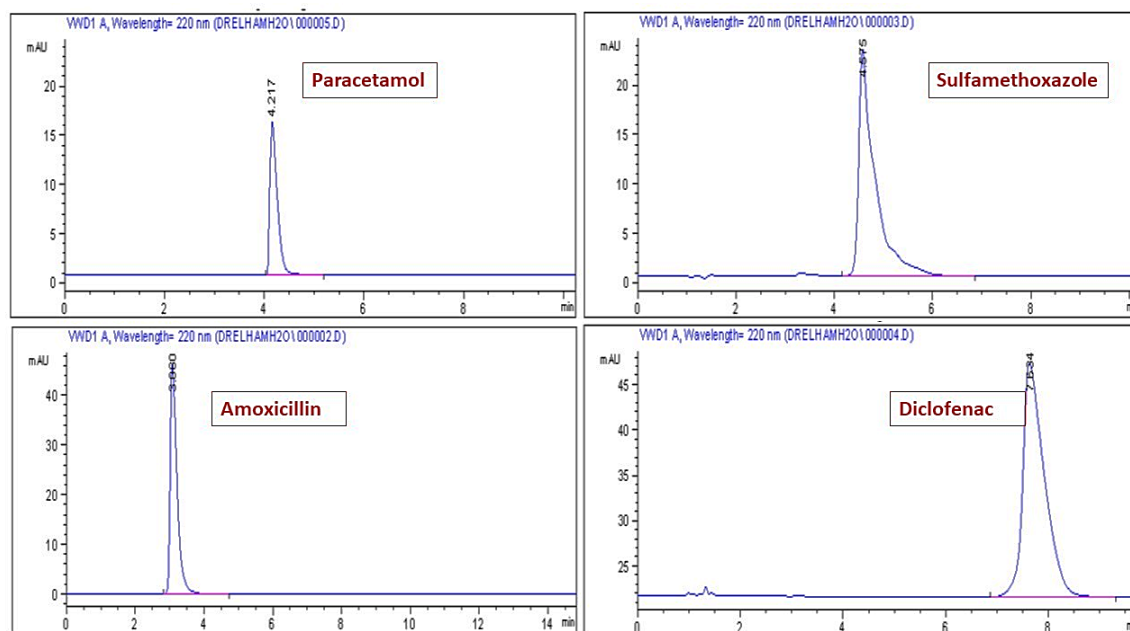 VWD1 A, Wavelength= 220 nm (DRELHAMH2O\000005.D)
mAU
20
15
10
5
0
4.217
Paracetamol
0 2 4 6 8 min
VWD1 A, Wavelength= 220 nm (DRELHAMH2O\000003.D)
mAU
20
15
10
5
0
4.575
Sulfamethoxazole
0 2 4 6 8
VWD1 A, Wavelength= 220 nm (DRELHAMH2O\000002.D)
mAU
40
30
20
10
0
Amoxicillin
0 2 4 6 8 10 12 14 min
VWD1 A, Wavelength= 220 nm (DRELHAMH2O\000004.D)
mAU
45
40
35
30
25
7.634
Diclofenac
0 2 4 6 8